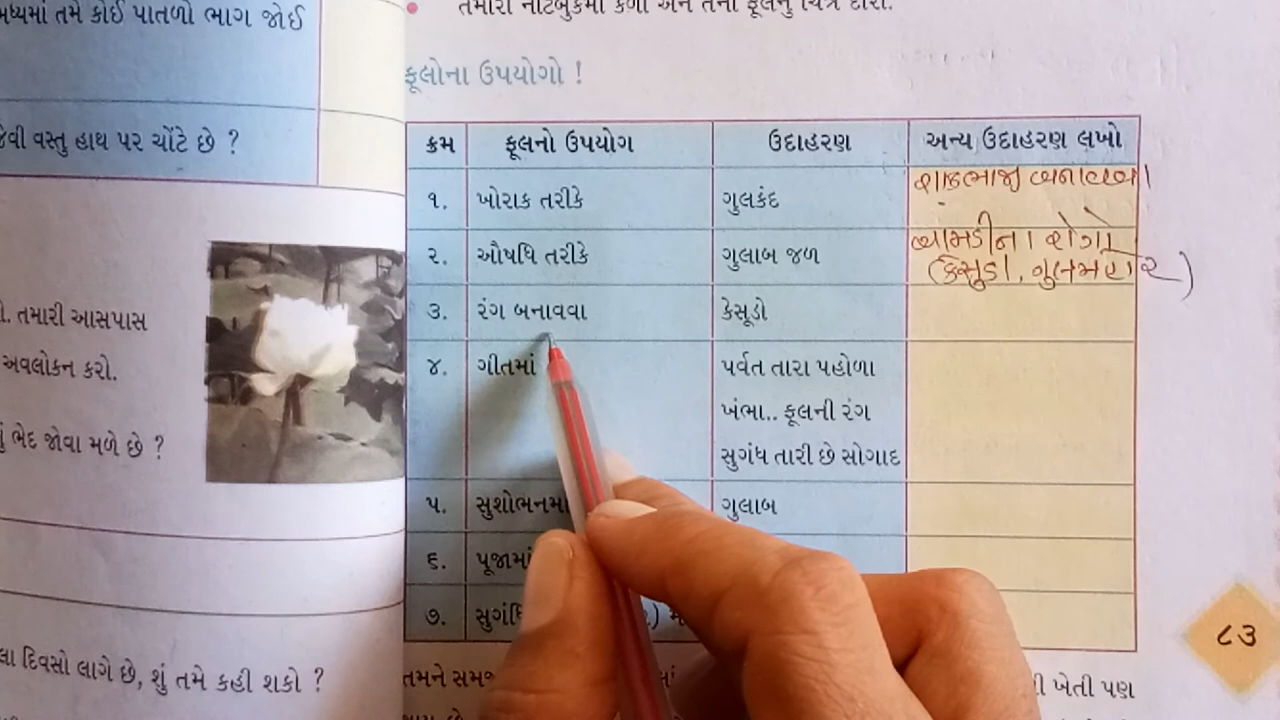 મધ્યમાં તમે કોઈ પાતળો ભાગ જોઈ
જેવી વસ્તુ હાથ પર ચોંટે છે ?
તમારી આસપાસ
અવલોકન કરો.
ભેદ જોવા મળે છે ?
દિવસો લાગે છે, શું તમે કહી શકો ?
તમારી નોટબુકમાં કળી અને તેના ફૂલનું ચિત્ર દોરો.
ફૂલોના ઉપયોગો !
ક્રમ ફૂલનો ઉપયોગ ઉદાહરણ અન્ય ઉદાહરણ લખો
૧. ખોરાક તરીકે ગુલકંદ શાકભાજી બનાવવા
૨. ઔષધિ તરીકે ગુલાબ જળ ચામડીના રોગો
(કેસુડા, ગુલમહોર)
૩. રંગ બનાવવા કેસૂડો
૪. ગીતમાં પર્વત તારા પહોળા
ખંભા.. ફૂલની રંગ
સુગંધ તારી છે સોગાદ
૫. સુશોભનમાં ગુલાબ
૬. પૂજામાં
૭.
તમને
ખેતી પણ
૮૩